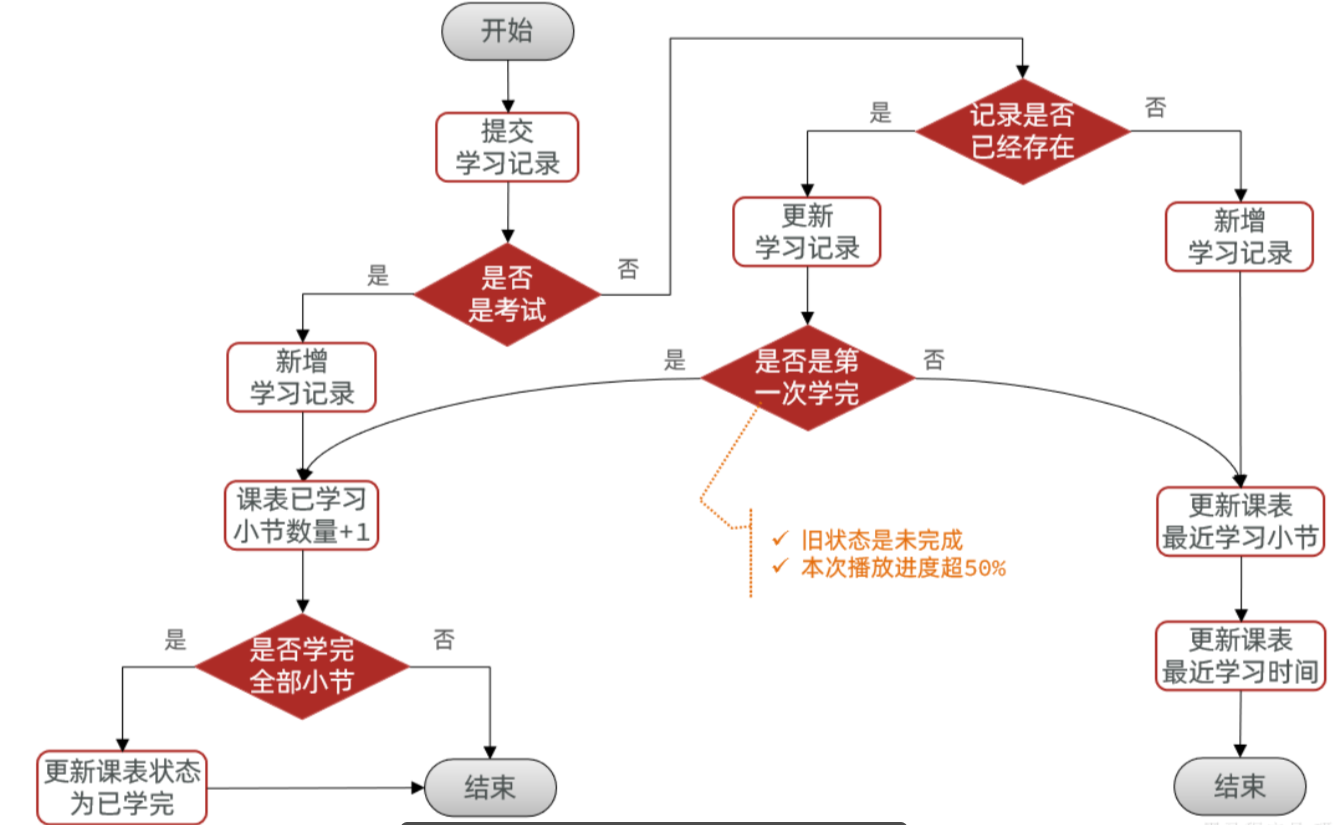 开始
提交
学习记录
是否
是考试
是
否
新增
学习记录
记录是否
已经存在
是
否
更新
学习记录
新增
学习记录
是否是第
一次学完
是
否
旧状态是未完成
本次播放进度超50%
课表已学习
小节数量+1
是否学完
全部小节
是
否
更新课表状态
为已学完
结束
更新课表
最近学习小节
更新课表
最近学习时间
结束